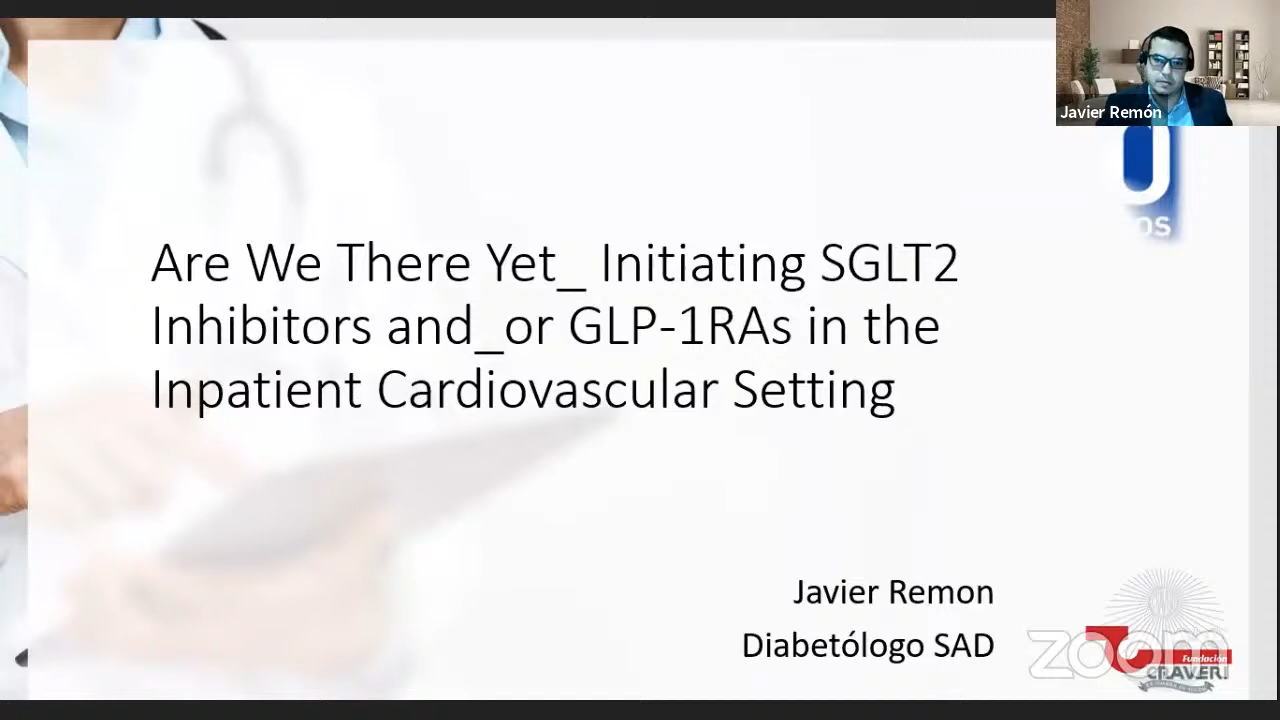 Javier Remón
OS
Are We There Yet_ Initiating SGLT2
Inhibitors and_or GLP-1RAs in the
Inpatient Cardiovascular Setting
Javier Remon
Diabetólogo SAD
zoom
Fundación
CRAVERI